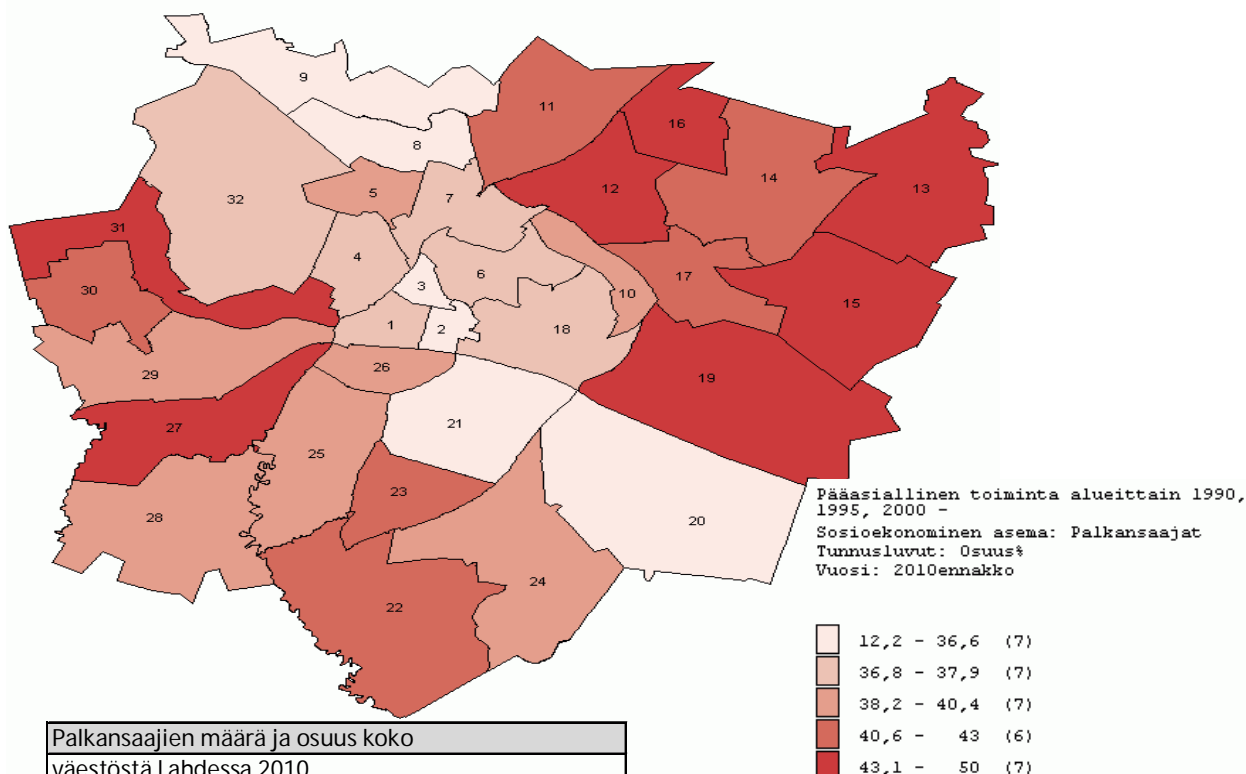 9
11
16
8
12
14
13
5
7
32
31
4
6
17
3
30
10
15
1
2
18
26
29
19
21
27
25
23
20
28
24
22
Pääasiallinen toiminta alueittain 1990,
1995, 2000 -
Sosioekonominen asema: Palkansaajat
Tunnusluvut: Osuus%
Vuosi: 2010ennakko
12,2 - 36,6 (7)
36,8 - 37,9 (7)
38,2 - 40,4 (7)
40,6 - 43 (6)
43,1 - 50 (7)
Palkansaajien määrä ja osuus koko
väestöstä Lahdessa 2010